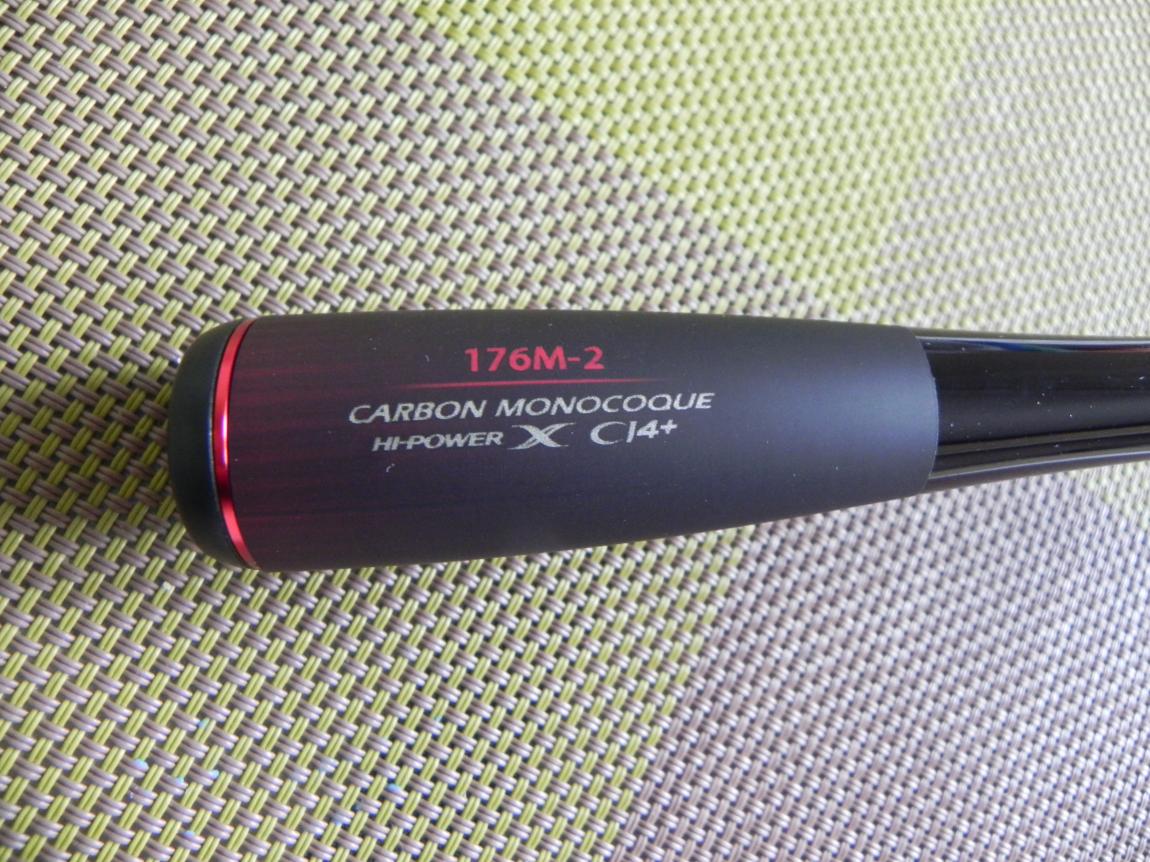 176M-2
CARBON MONOCOQUE
HI-POWER X CI4+